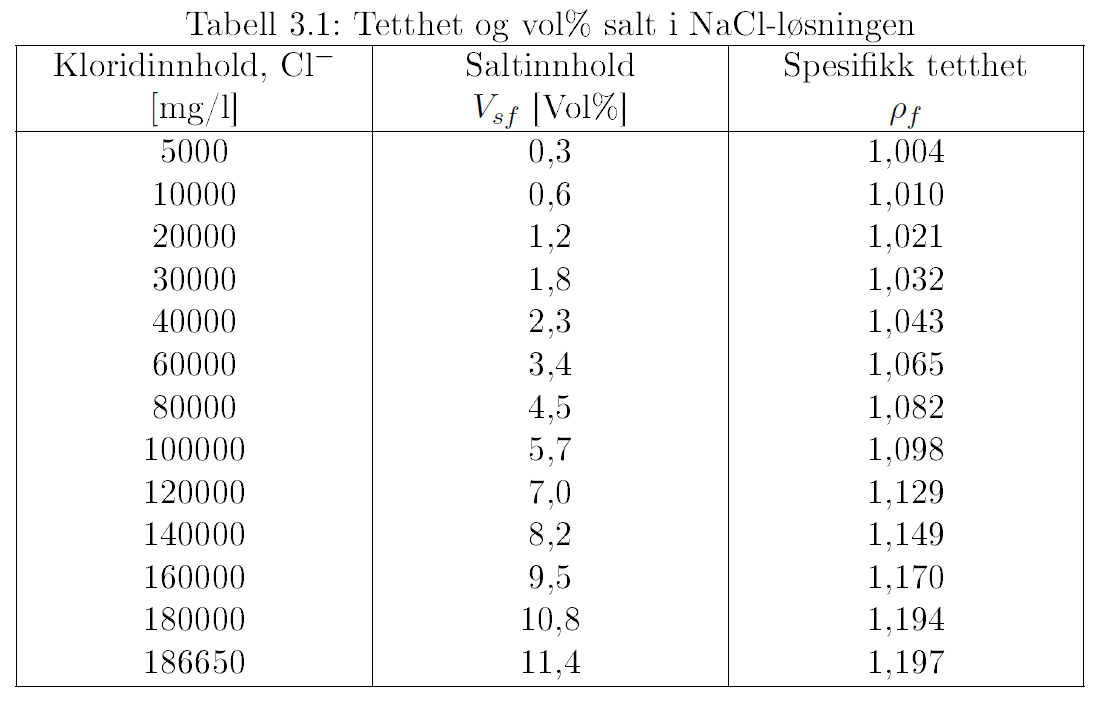 Tabell 3.1: Tetthet og vol% salt i NaCl-løsningen
Kloridinnhold, Cl⁻ Saltinnhold Spesifikk tetthet
[mg/l] V_sf [Vol%] ρ_f
5000 0,3 1,004
10000 0,6 1,010
20000 1,2 1,021
30000 1,8 1,032
40000 2,3 1,043
60000 3,4 1,065
80000 4,5 1,082
100000 5,7 1,098
120000 7,0 1,129
140000 8,2 1,149
160000 9,5 1,170
180000 10,8 1,194
186650 11,4 1,197